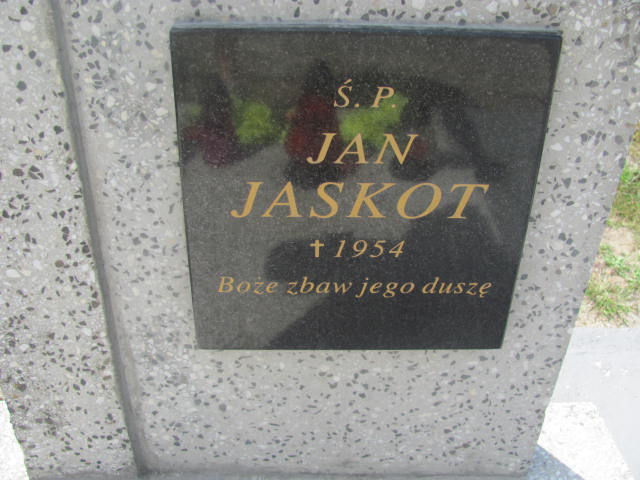 Ś. P.
JAN
JASKOT
✝ 1954
Boże zbaw jego duszę